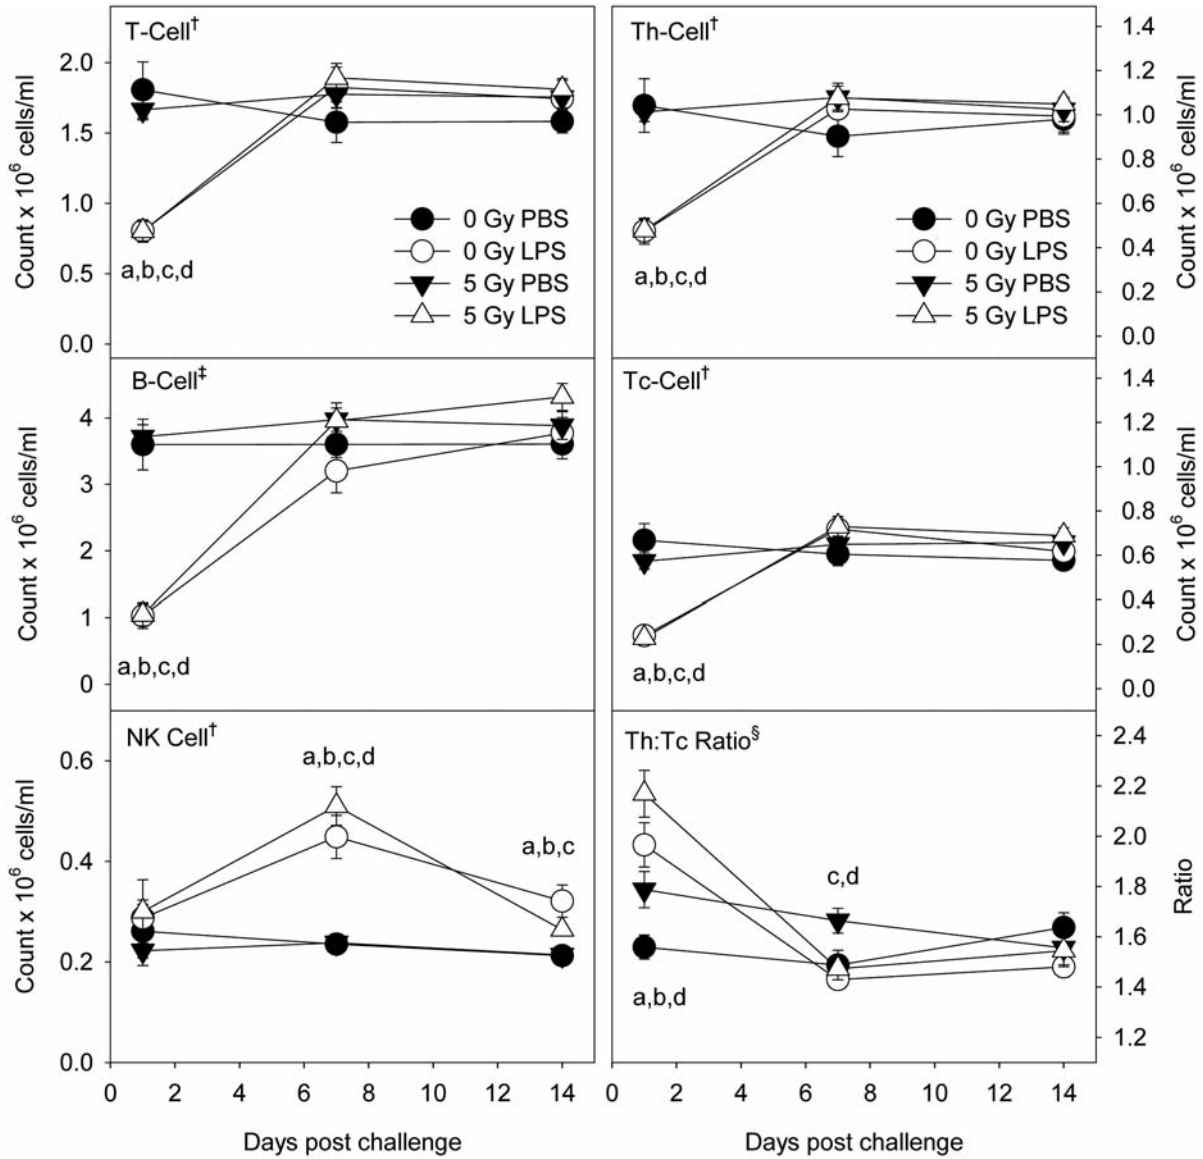 T-Cell†
2.0
1.5
1.0
0.5
0.0
Count x 10⁶ cells/ml
0 Gy PBS
0 Gy LPS
5 Gy PBS
5 Gy LPS
a,b,c,d
Th-Cell†
1.4
1.2
1.0
0.8
0.6
0.4
0.2
0.0
Count x 10⁶ cells/ml
0 Gy PBS
0 Gy LPS
5 Gy PBS
5 Gy LPS
a,b,c,d
B-Cell‡
4
3
2
1
0
Count x 10⁶ cells/ml
a,b,c,d
Tc-Cell†
1.4
1.2
1.0
0.8
0.6
0.4
0.2
0.0
Count x 10⁶ cells/ml
a,b,c,d
NK Cell†
0.6
0.4
0.2
0.0
Count x 10⁶ cells/ml
a,b,c,d
a,b,c
0 2 4 6 8 10 12 14
Days post challenge
Th:Tc Ratio§
2.4
2.2
2.0
1.8
1.6
1.4
1.2
Ratio
c,d
a,b,d
0 2 4 6 8 10 12 14
Days post challenge